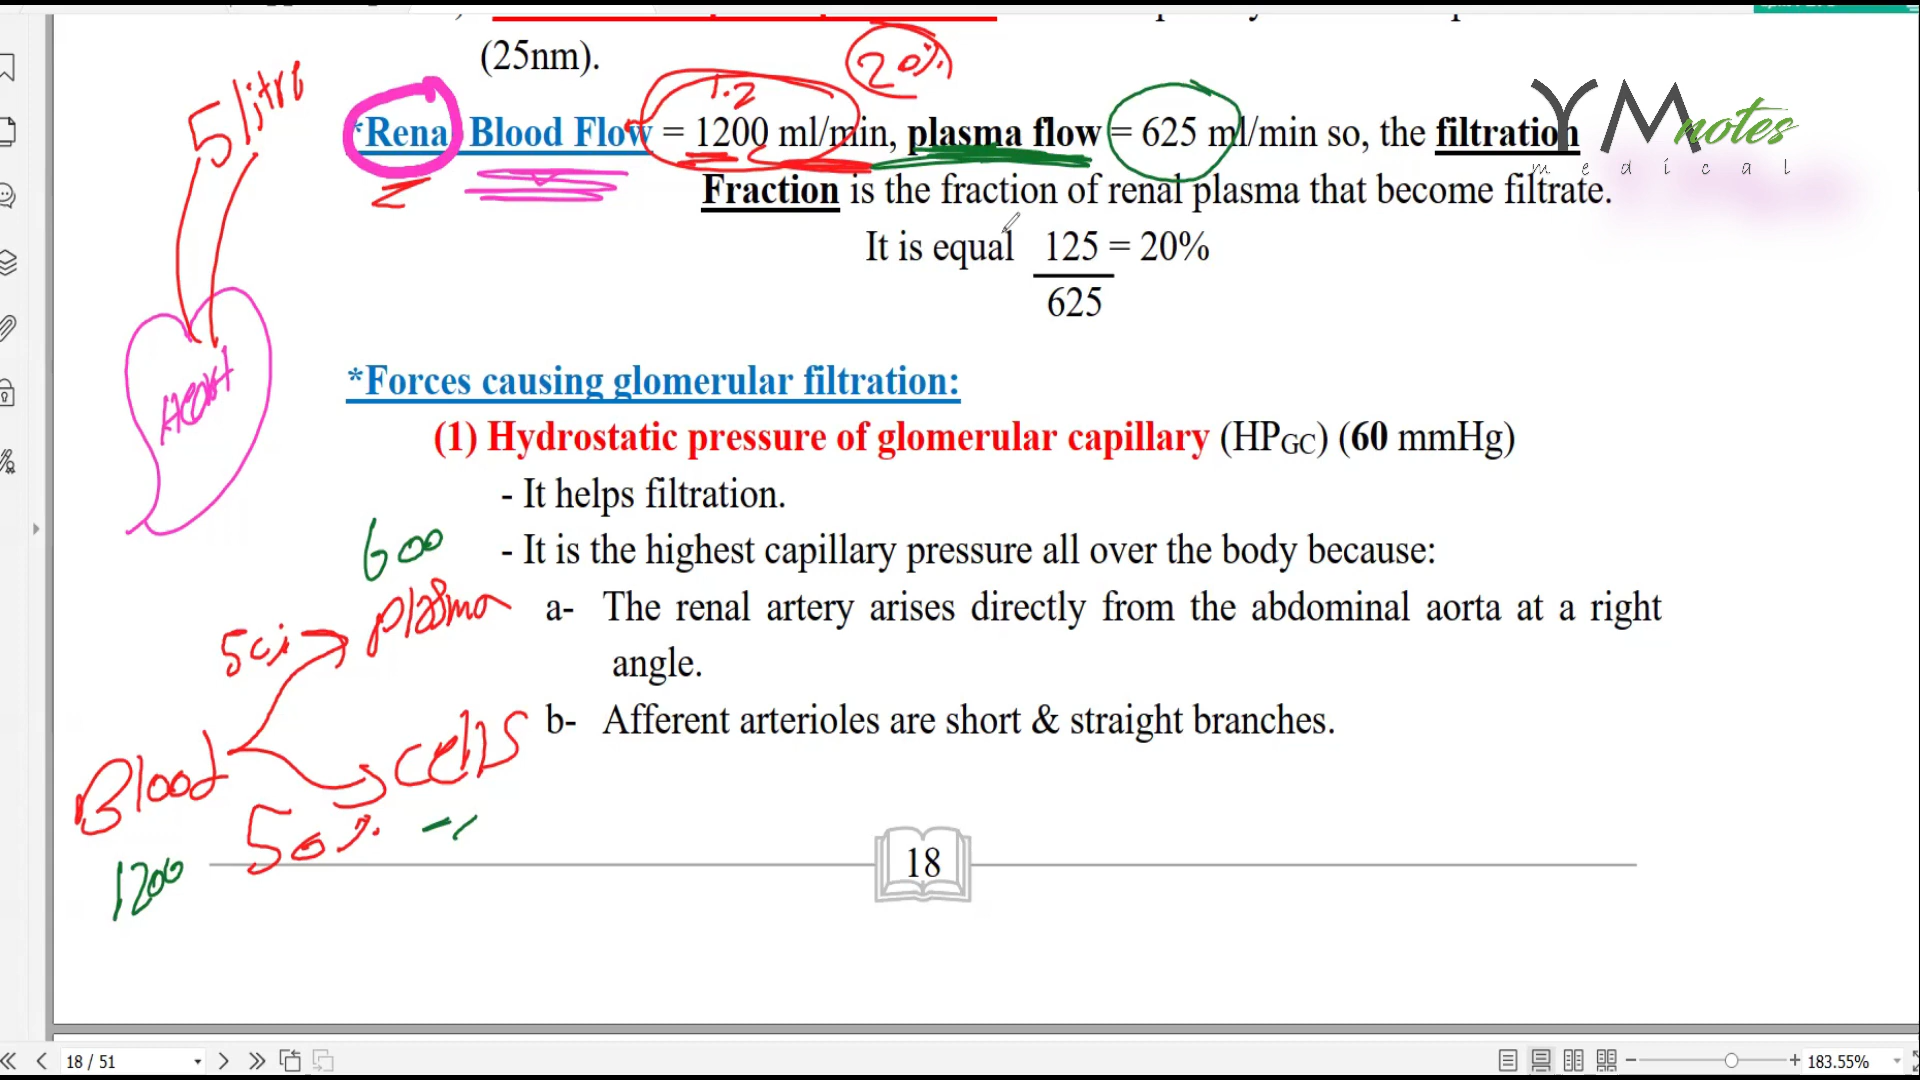 (25nm).
20%
5 litre
1.2
*Renal Blood Flow = 1200 ml/min, plasma flow = 625 ml/min so, the filtration
Fraction is the fraction of renal plasma that become filtrate.
It is equal 125 = 20%
625
YM notes
medical
Heart
*Forces causing glomerular filtration:
(1) Hydrostatic pressure of glomerular capillary (HPGC) (60 mmHg)
- It helps filtration.
- It is the highest capillary pressure all over the body because:
600
a- The renal artery arises directly from the abdominal aorta at a right
angle.
plasma
b- Afferent arterioles are short & straight branches.
cells
Blood
50%
1200
18
18 / 51
183.55%